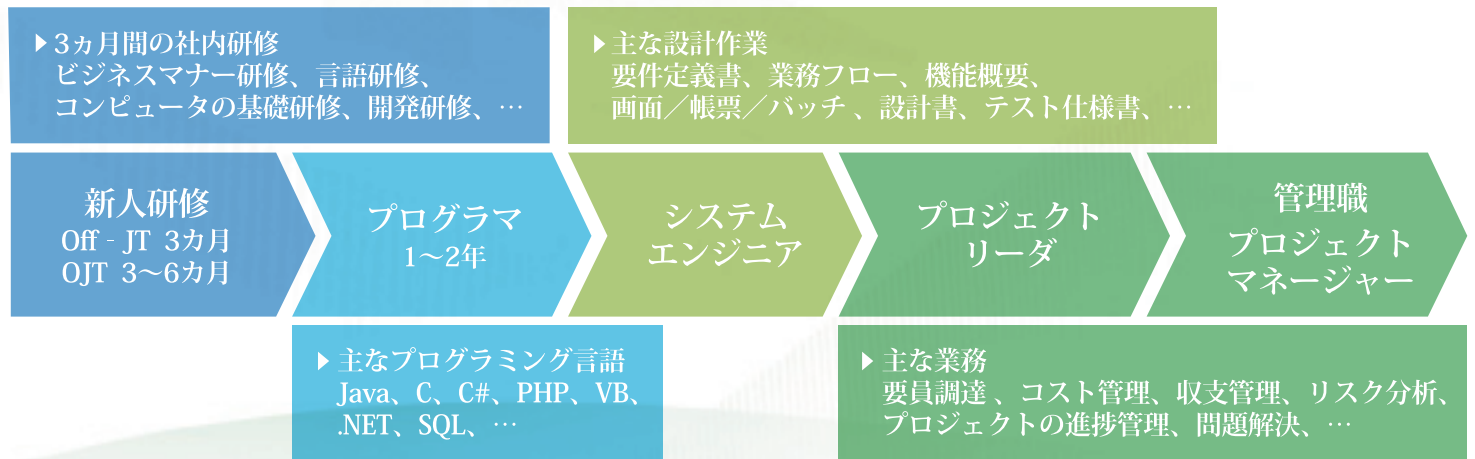 ▶3ヵ月間の社内研修
ビジネスマナー研修、言語研修、
コンピュータの基礎研修、開発研修、…
▶主な設計作業
要件定義書、業務フロー、機能概要、
画面／帳票／バッチ 、設計書、テスト仕様書、…
新人研修
Off - JT 3カ月
OJT 3〜6カ月
プログラマ
1〜2年
システム
エンジニア
プロジェクト
リーダ
管理職
プロジェクト
マネージャー
▶主なプログラミング言語
Java、C、C#、PHP、VB、
.NET、SQL、…
▶主な業務
要員調達 、コスト管理、収支管理、リスク分析、
プロジェクトの進捗管理、問題解決、…